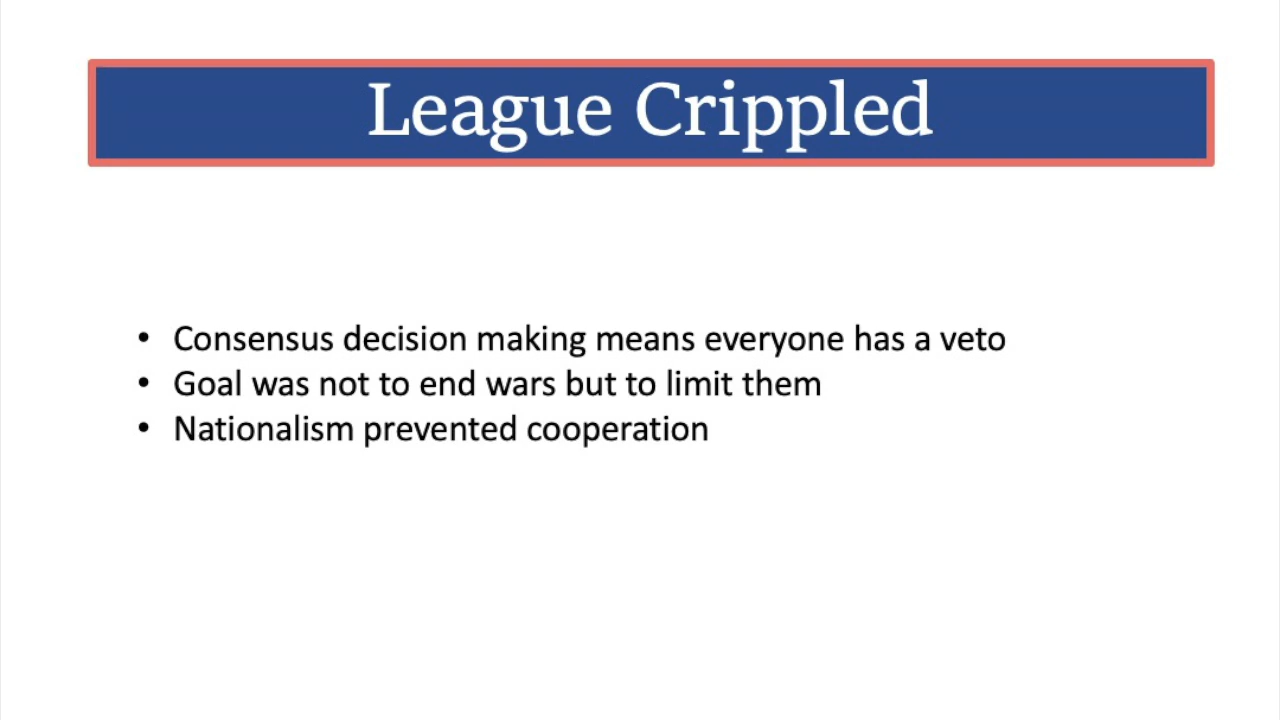 League Crippled
• Consensus decision making means everyone has a veto
• Goal was not to end wars but to limit them
• Nationalism prevented cooperation